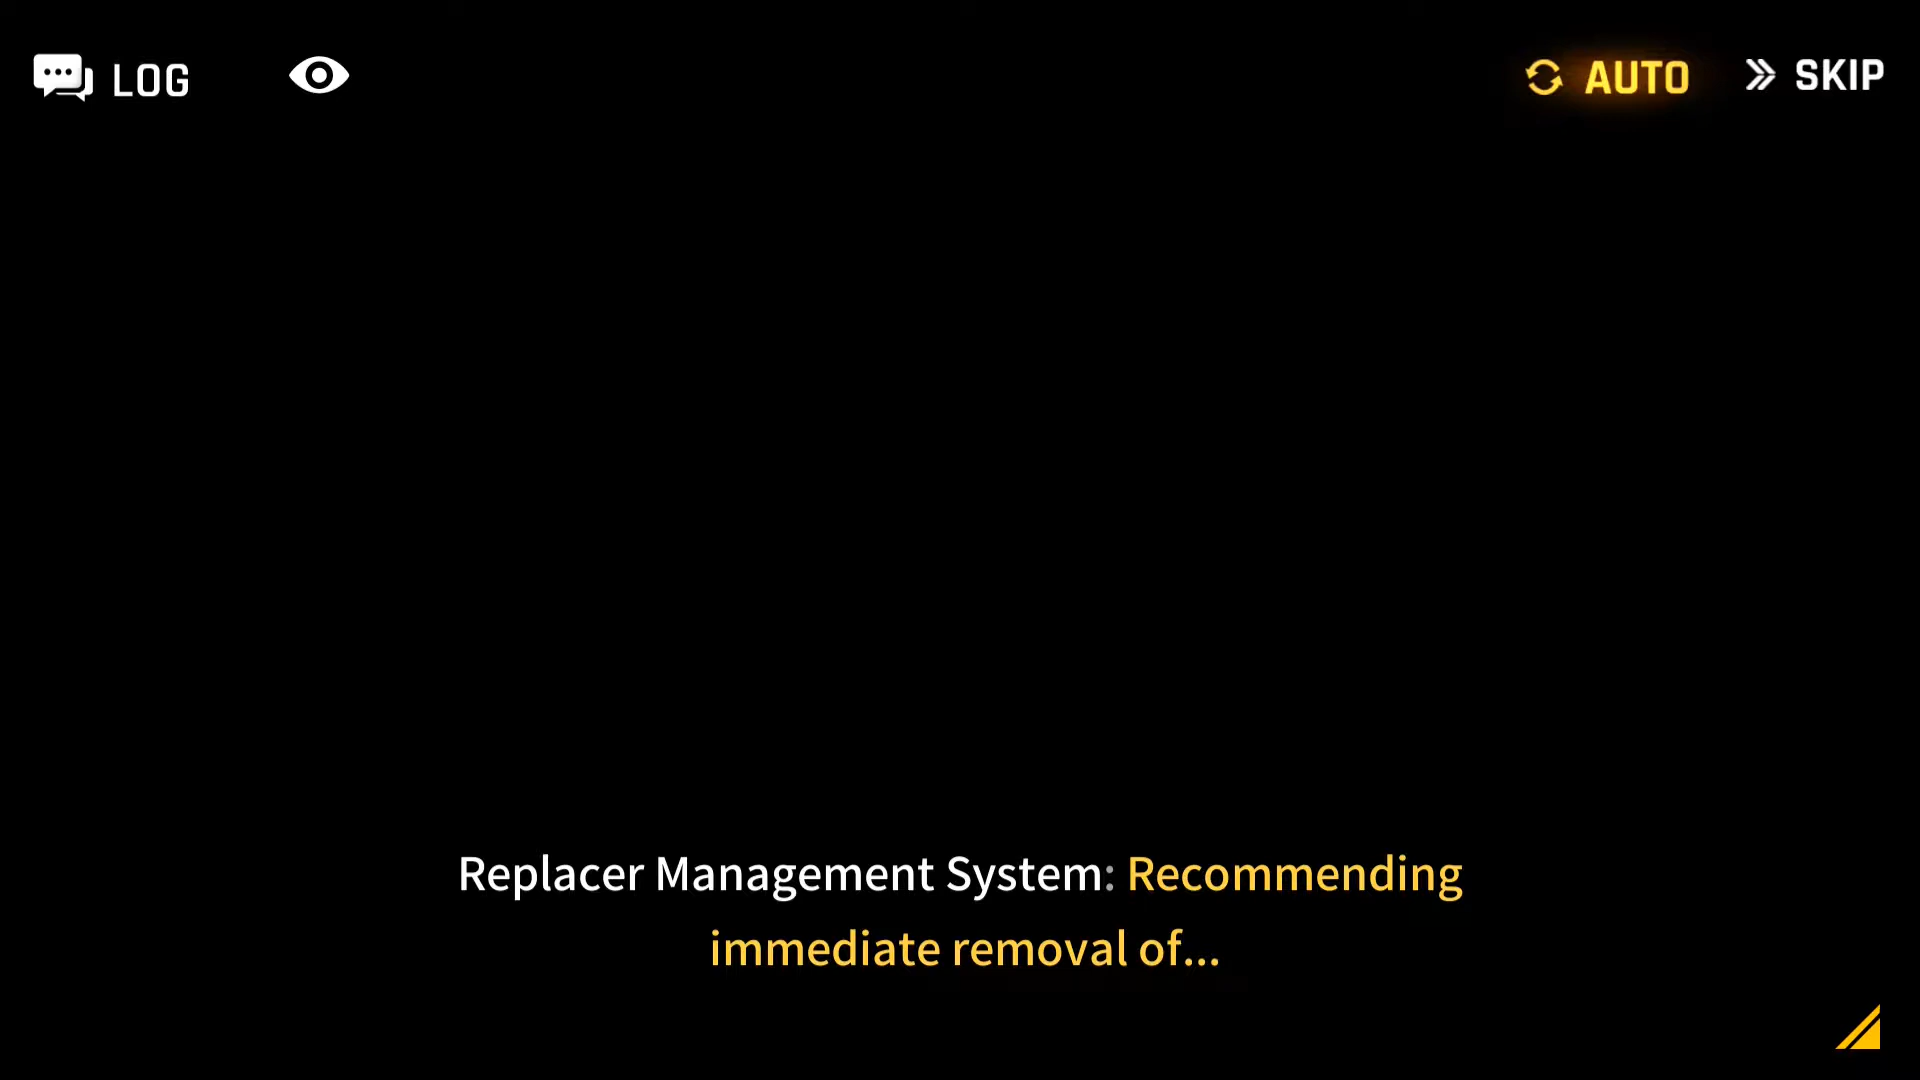 LOG
AUTO
SKIP
Replacer Management System: Recommending
immediate removal of...